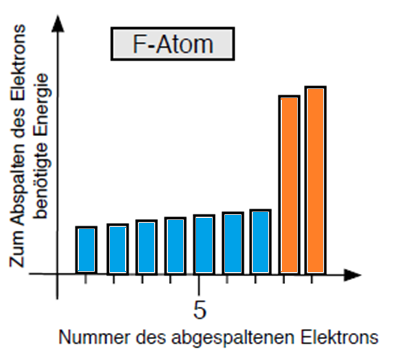 F-Atom
Zum Abspalten des Elektrons
benötigte Energie
5
Nummer des abgespaltenen Elektrons